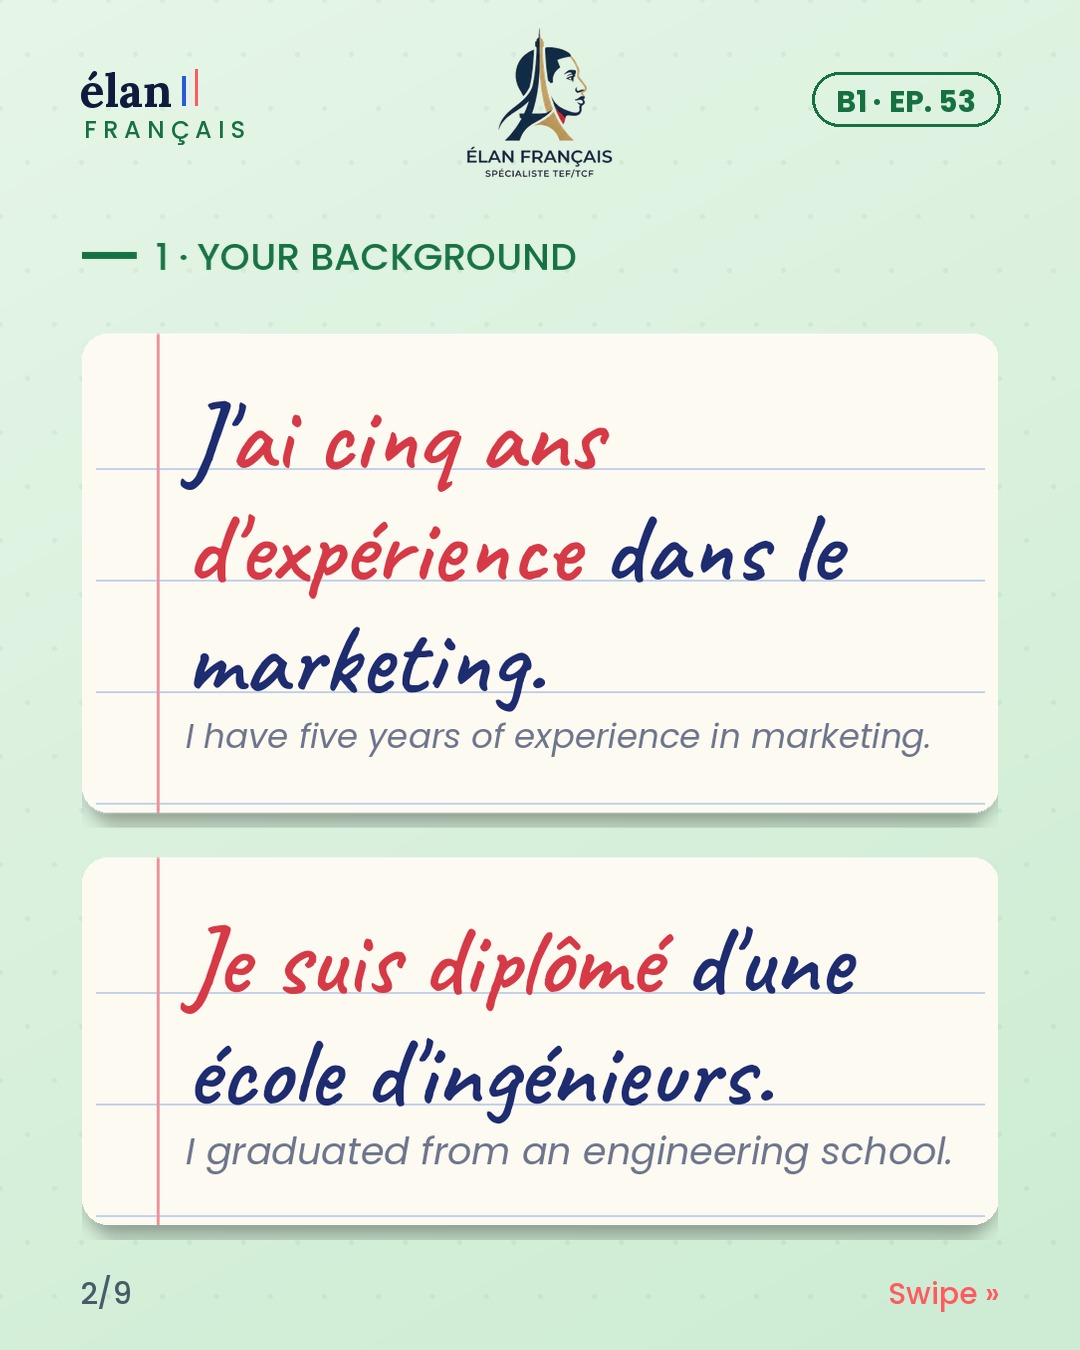 élan
FRANÇAIS
ÉLAN FRANÇAIS
SPÉCIALISTE TEF/TCF
B1 · EP. 53
1 · YOUR BACKGROUND
J'ai cinq ans
d'expérience dans le
marketing.
I have five years of experience in marketing.
Je suis diplômé d'une
école d'ingénieurs.
I graduated from an engineering school.
2/9
Swipe »